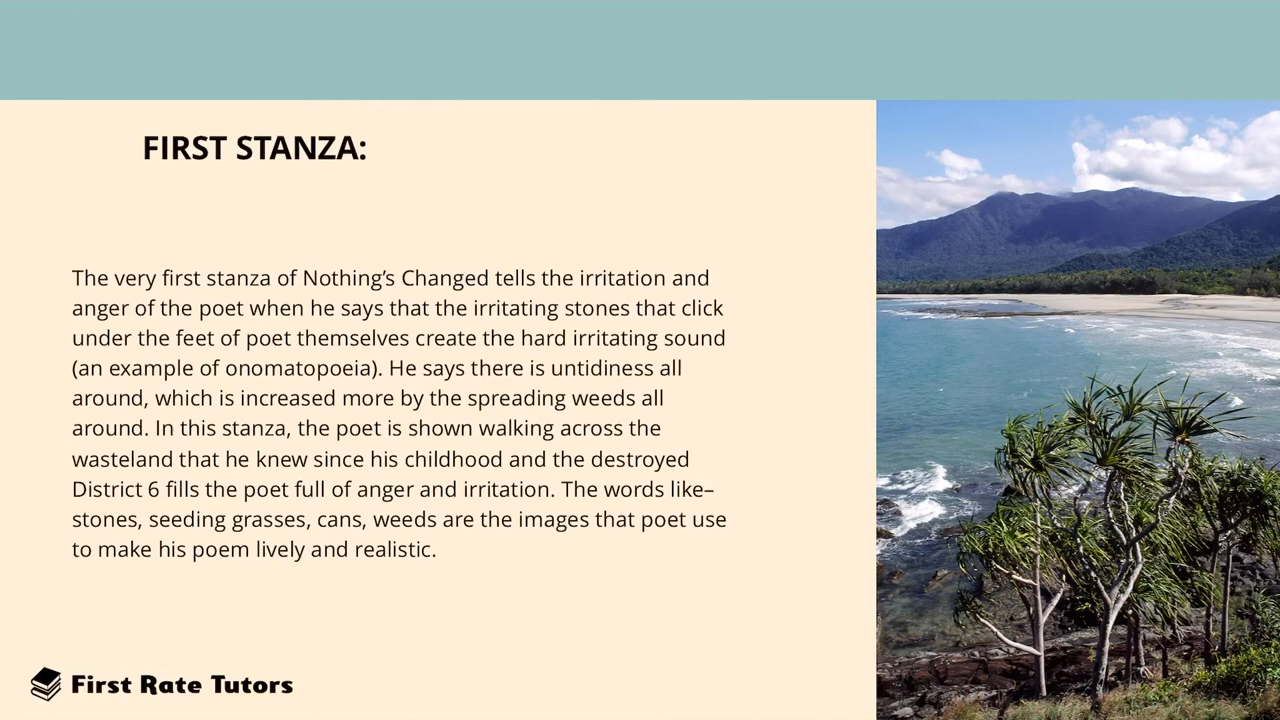 FIRST STANZA:
The very first stanza of Nothing’s Changed tells the irritation and
anger of the poet when he says that the irritating stones that click
under the feet of poet themselves create the hard irritating sound
(an example of onomatopoeia). He says there is untidiness all
around, which is increased more by the spreading weeds all
around. In this stanza, the poet is shown walking across the
wasteland that he knew since his childhood and the destroyed
District 6 fills the poet full of anger and irritation. The words like–
stones, seeding grasses, cans, weeds are the images that poet use
to make his poem lively and realistic.
First Rate Tutors